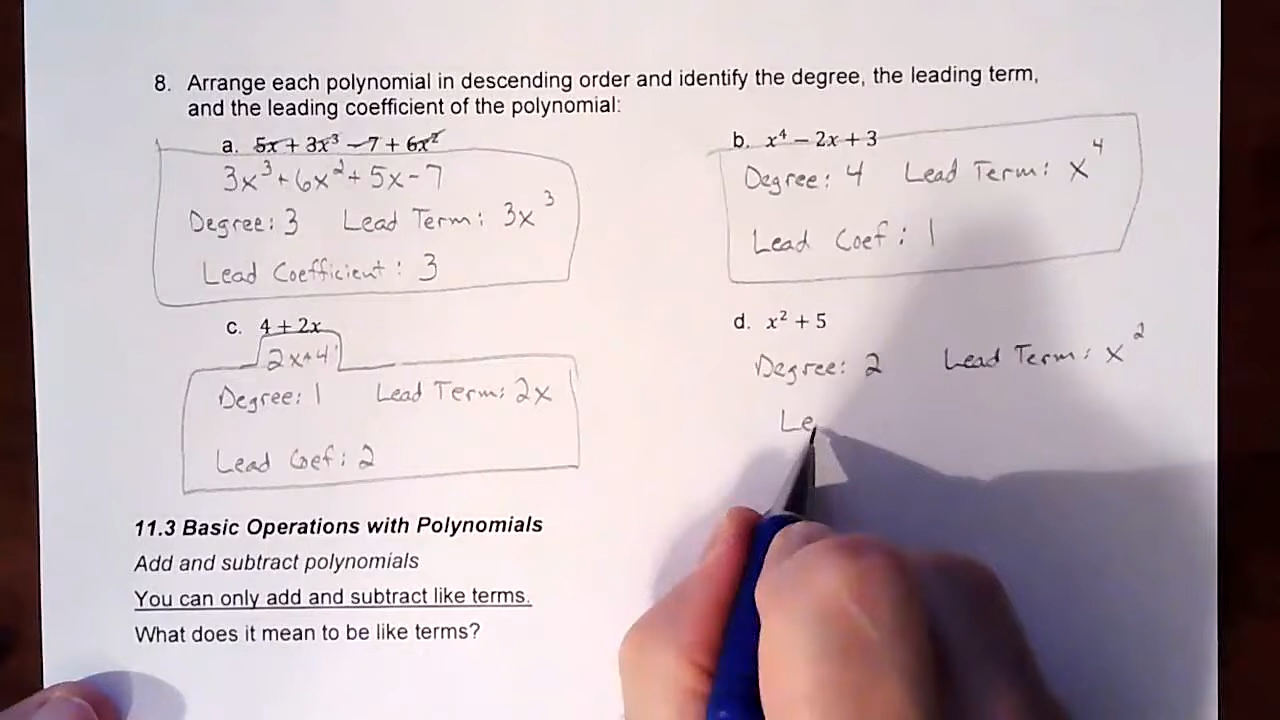 8. Arrange each polynomial in descending order and identify the degree, the leading term,
and the leading coefficient of the polynomial:
a. 5x + 3x³ − 7 + 6x²
3x³ + 6x² + 5x − 7
Degree: 3 Lead Term: 3x³
Lead Coefficient: 3
b. x⁴ − 2x + 3
Degree: 4 Lead Term: x⁴
Lead Coef: 1
c. 4 + 2x
2x+4
Degree: 1 Lead Term: 2x
Lead Coef: 2
d. x² + 5
Degree: 2 Lead Term: x²
Le
11.3 Basic Operations with Polynomials
Add and subtract polynomials
You can only add and subtract like terms.
What does it mean to be like terms?